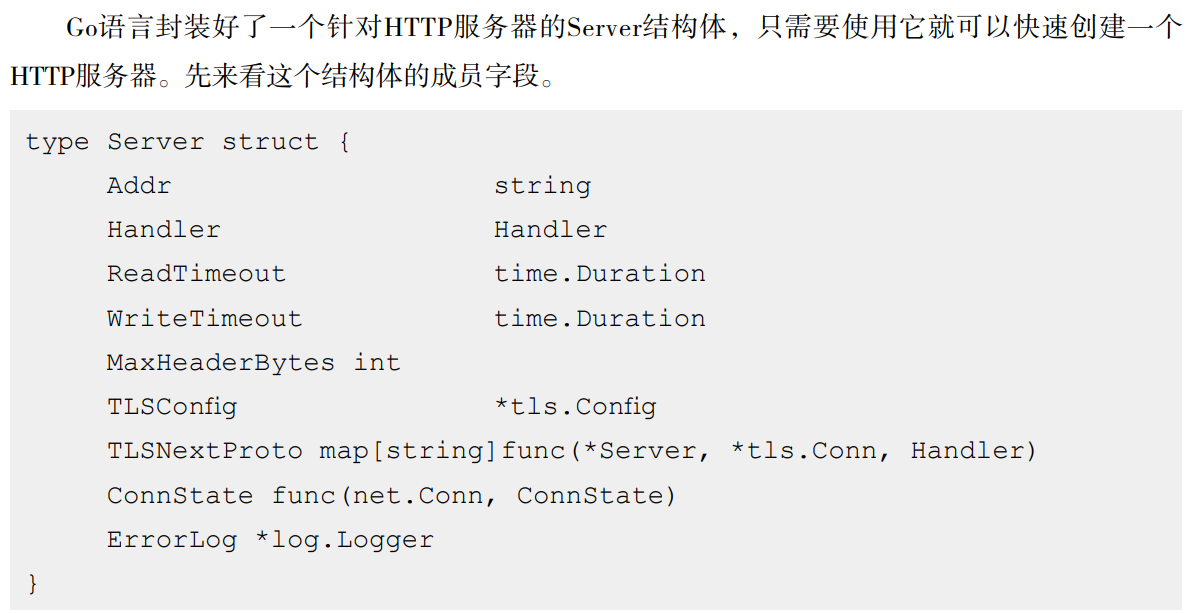 Go语言封装好了一个针对HTTP服务器的Server结构体，只需要使用它就可以快速创建一个
HTTP服务器。先来看这个结构体的成员字段。
type Server struct {
Addr string
Handler Handler
ReadTimeout time.Duration
WriteTimeout time.Duration
MaxHeaderBytes int
TLSConfig *tls.Config
TLSNextProto map[string]func(*Server, *tls.Conn, Handler)
ConnState func(net.Conn, ConnState)
ErrorLog *log.Logger
}